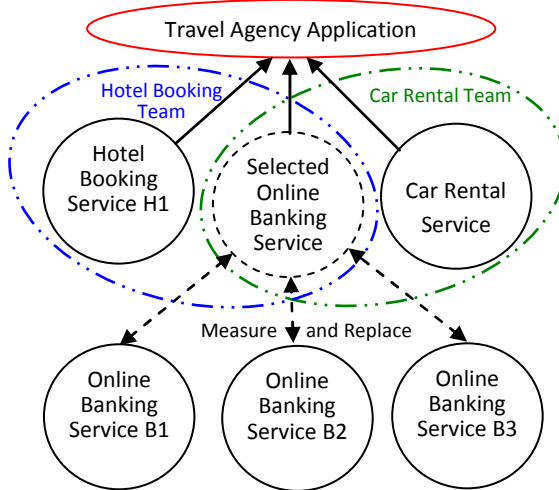 Travel Agency Application
Hotel Booking
Team
Car Rental Team
Hotel
Booking
Service H1
Selected
Online
Banking
Service
Car Rental
Service
Measure and Replace
Online
Banking
Service B1
Online
Banking
Service B2
Online
Banking
Service B3